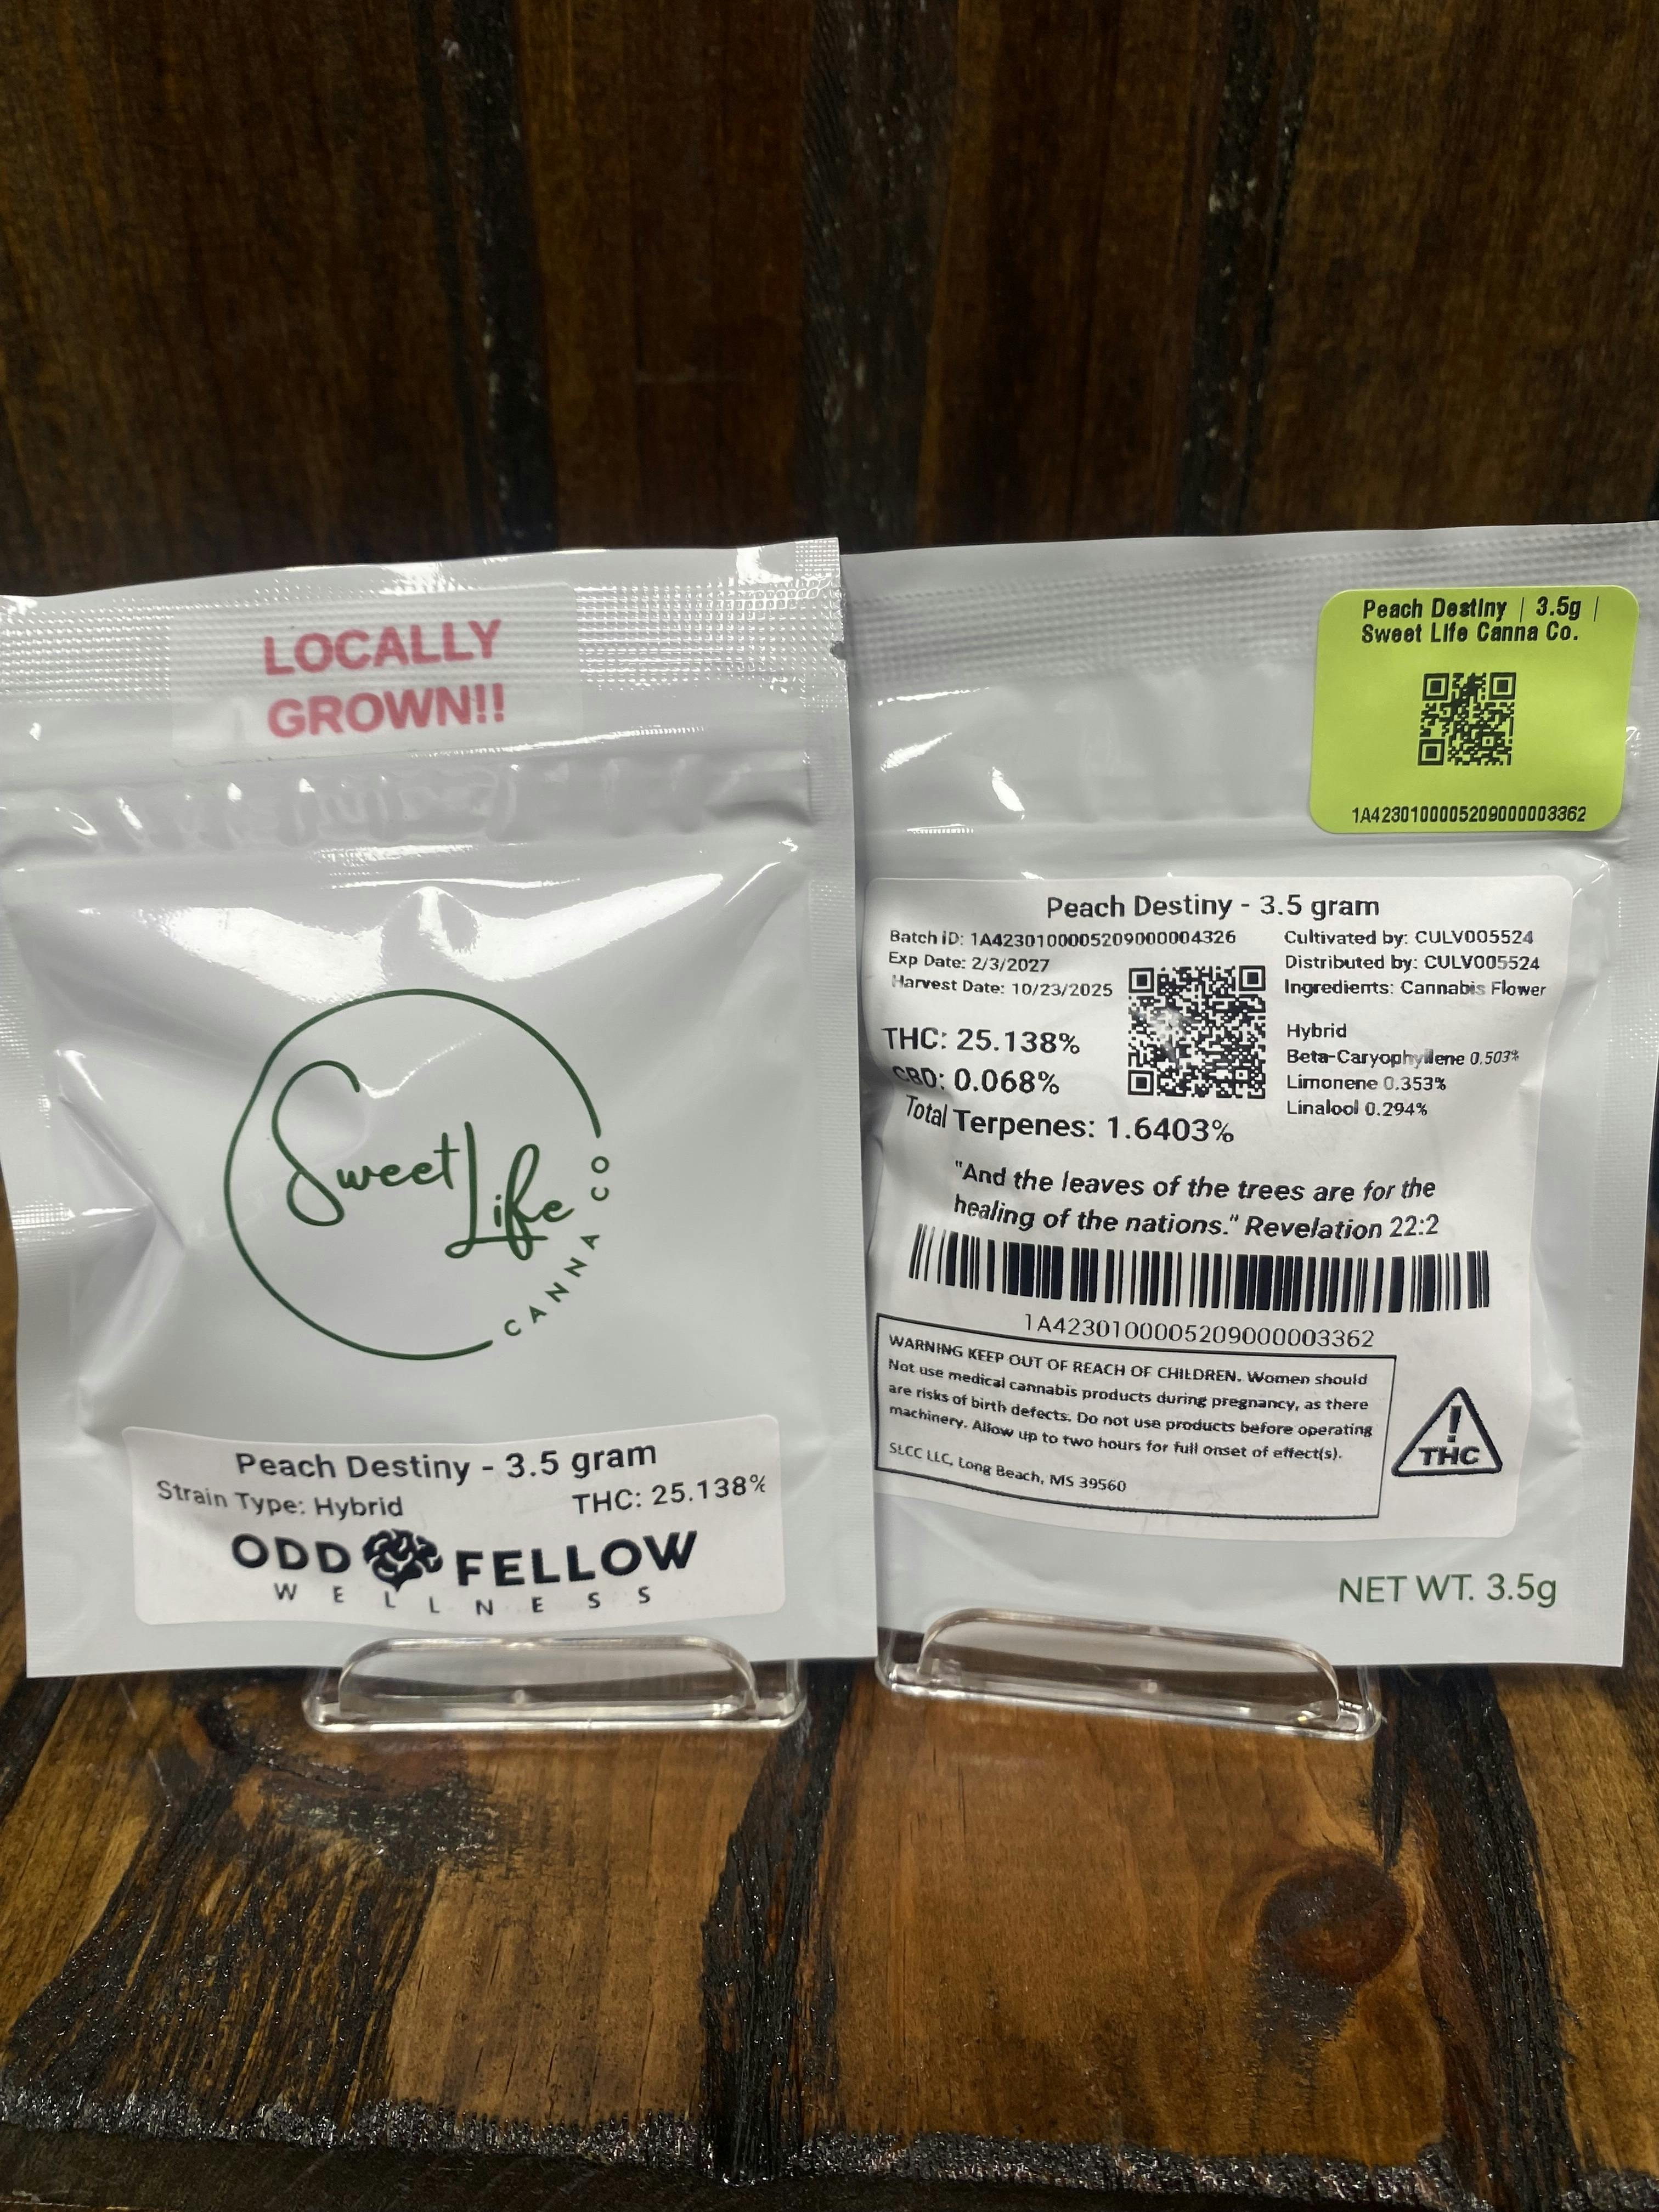 LOCALLY
GROWN!!
Sweet
Life
CANNA CO
Peach Destiny - 3.5 gram
Strain Type: Hybrid THC: 25.138%
ODD FELLOW
WELLNESS
Peach Destiny | 3.5g |
Sweet Life Canna Co.
1A4230100005209000003362
Peach Destiny - 3.5 gram
Batch ID: 1A4230100005209000004326
Exp Date: 2/3/2027
Harvest Date: 10/23/2025
Cultivated by: CULV005524
Distributed by: CULV005524
Ingredients: Cannabis Flower
THC: 25.138%
CBD: 0.068%
Total Terpenes: 1.6403%
Hybrid
Beta-Caryophyllene 0.503%
Limonene 0.353%
Linalool 0.294%
"And the leaves of the trees are for the
healing of the nations." Revelation 22:2
1A4230100005209000003362
WARNING KEEP OUT OF REACH OF CHILDREN. Women should
Not use medical cannabis products during pregnancy, as there
are risks of birth defects. Do not use products before operating
machinery. Allow up to two hours for full onset of effect(s).
SLCC LLC, Long Beach, MS 39560
!
THC
NET WT. 3.5g